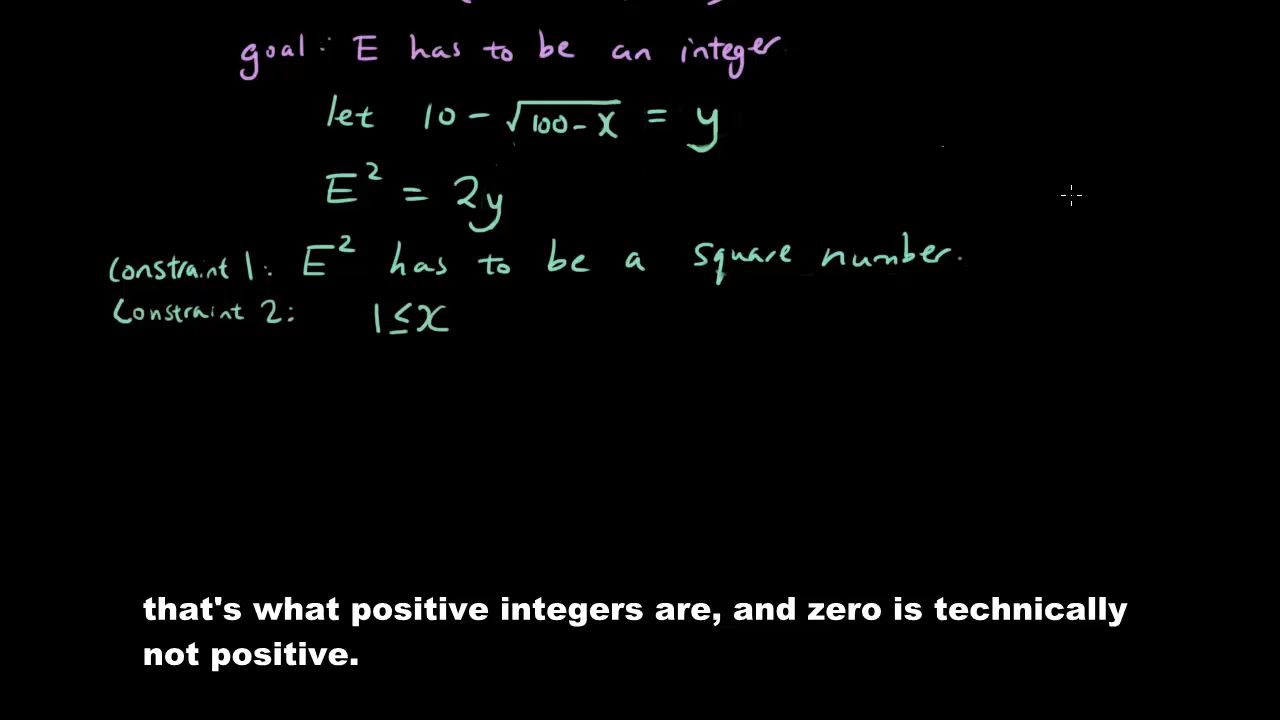 goal: E has to be an integer
let 10 - √100 - x = y
E² = 2y
Constraint 1: E² has to be a square number.
Constraint 2: 1 ≤ x
that's what positive integers are, and zero is technically
not positive.